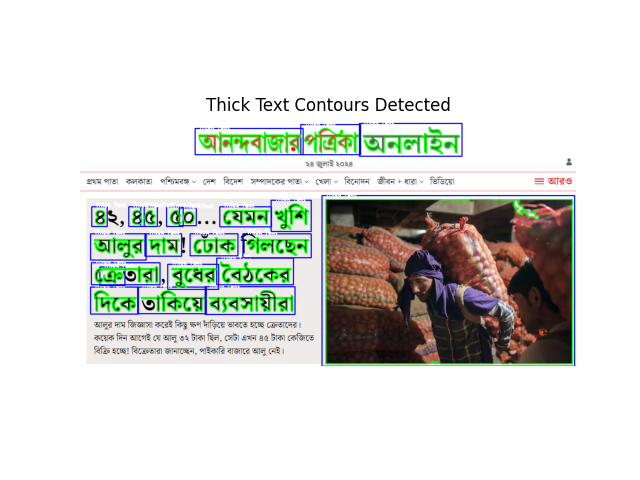 Thick Text Contours Detected
আনন্দবাজার পত্রিকা অনলাইন
২৪ জুলাই ২০২৪
প্রথম পাতা কলকাতা পশ্চিমবঙ্গ দেশ বিদেশ সম্পাদকের পাতা খেলা বিনোদন জীবন + ধারা ভিডিয়ো আরও
৪২, ৪৫, ৫০... যেমন খুশি
আলুর দাম! ঢোঁক গিলছেন
ক্রেতারা, বুধের বৈঠকের
দিকে তাকিয়ে ব্যবসায়ীরা
আলুর দাম জিজ্ঞাসা করেই কিছু ক্ষণ দাঁড়িয়ে ভাবতে হচ্ছে ক্রেতাদের।
কয়েক দিন আগেই যে আলু ৩২ টাকা ছিল, সেটা এখন ৪৫ টাকা কেজিতে
বিক্রি হচ্ছে! বিক্রেতারা জানাচ্ছেন, পাইকারি বাজারে আলু নেই।